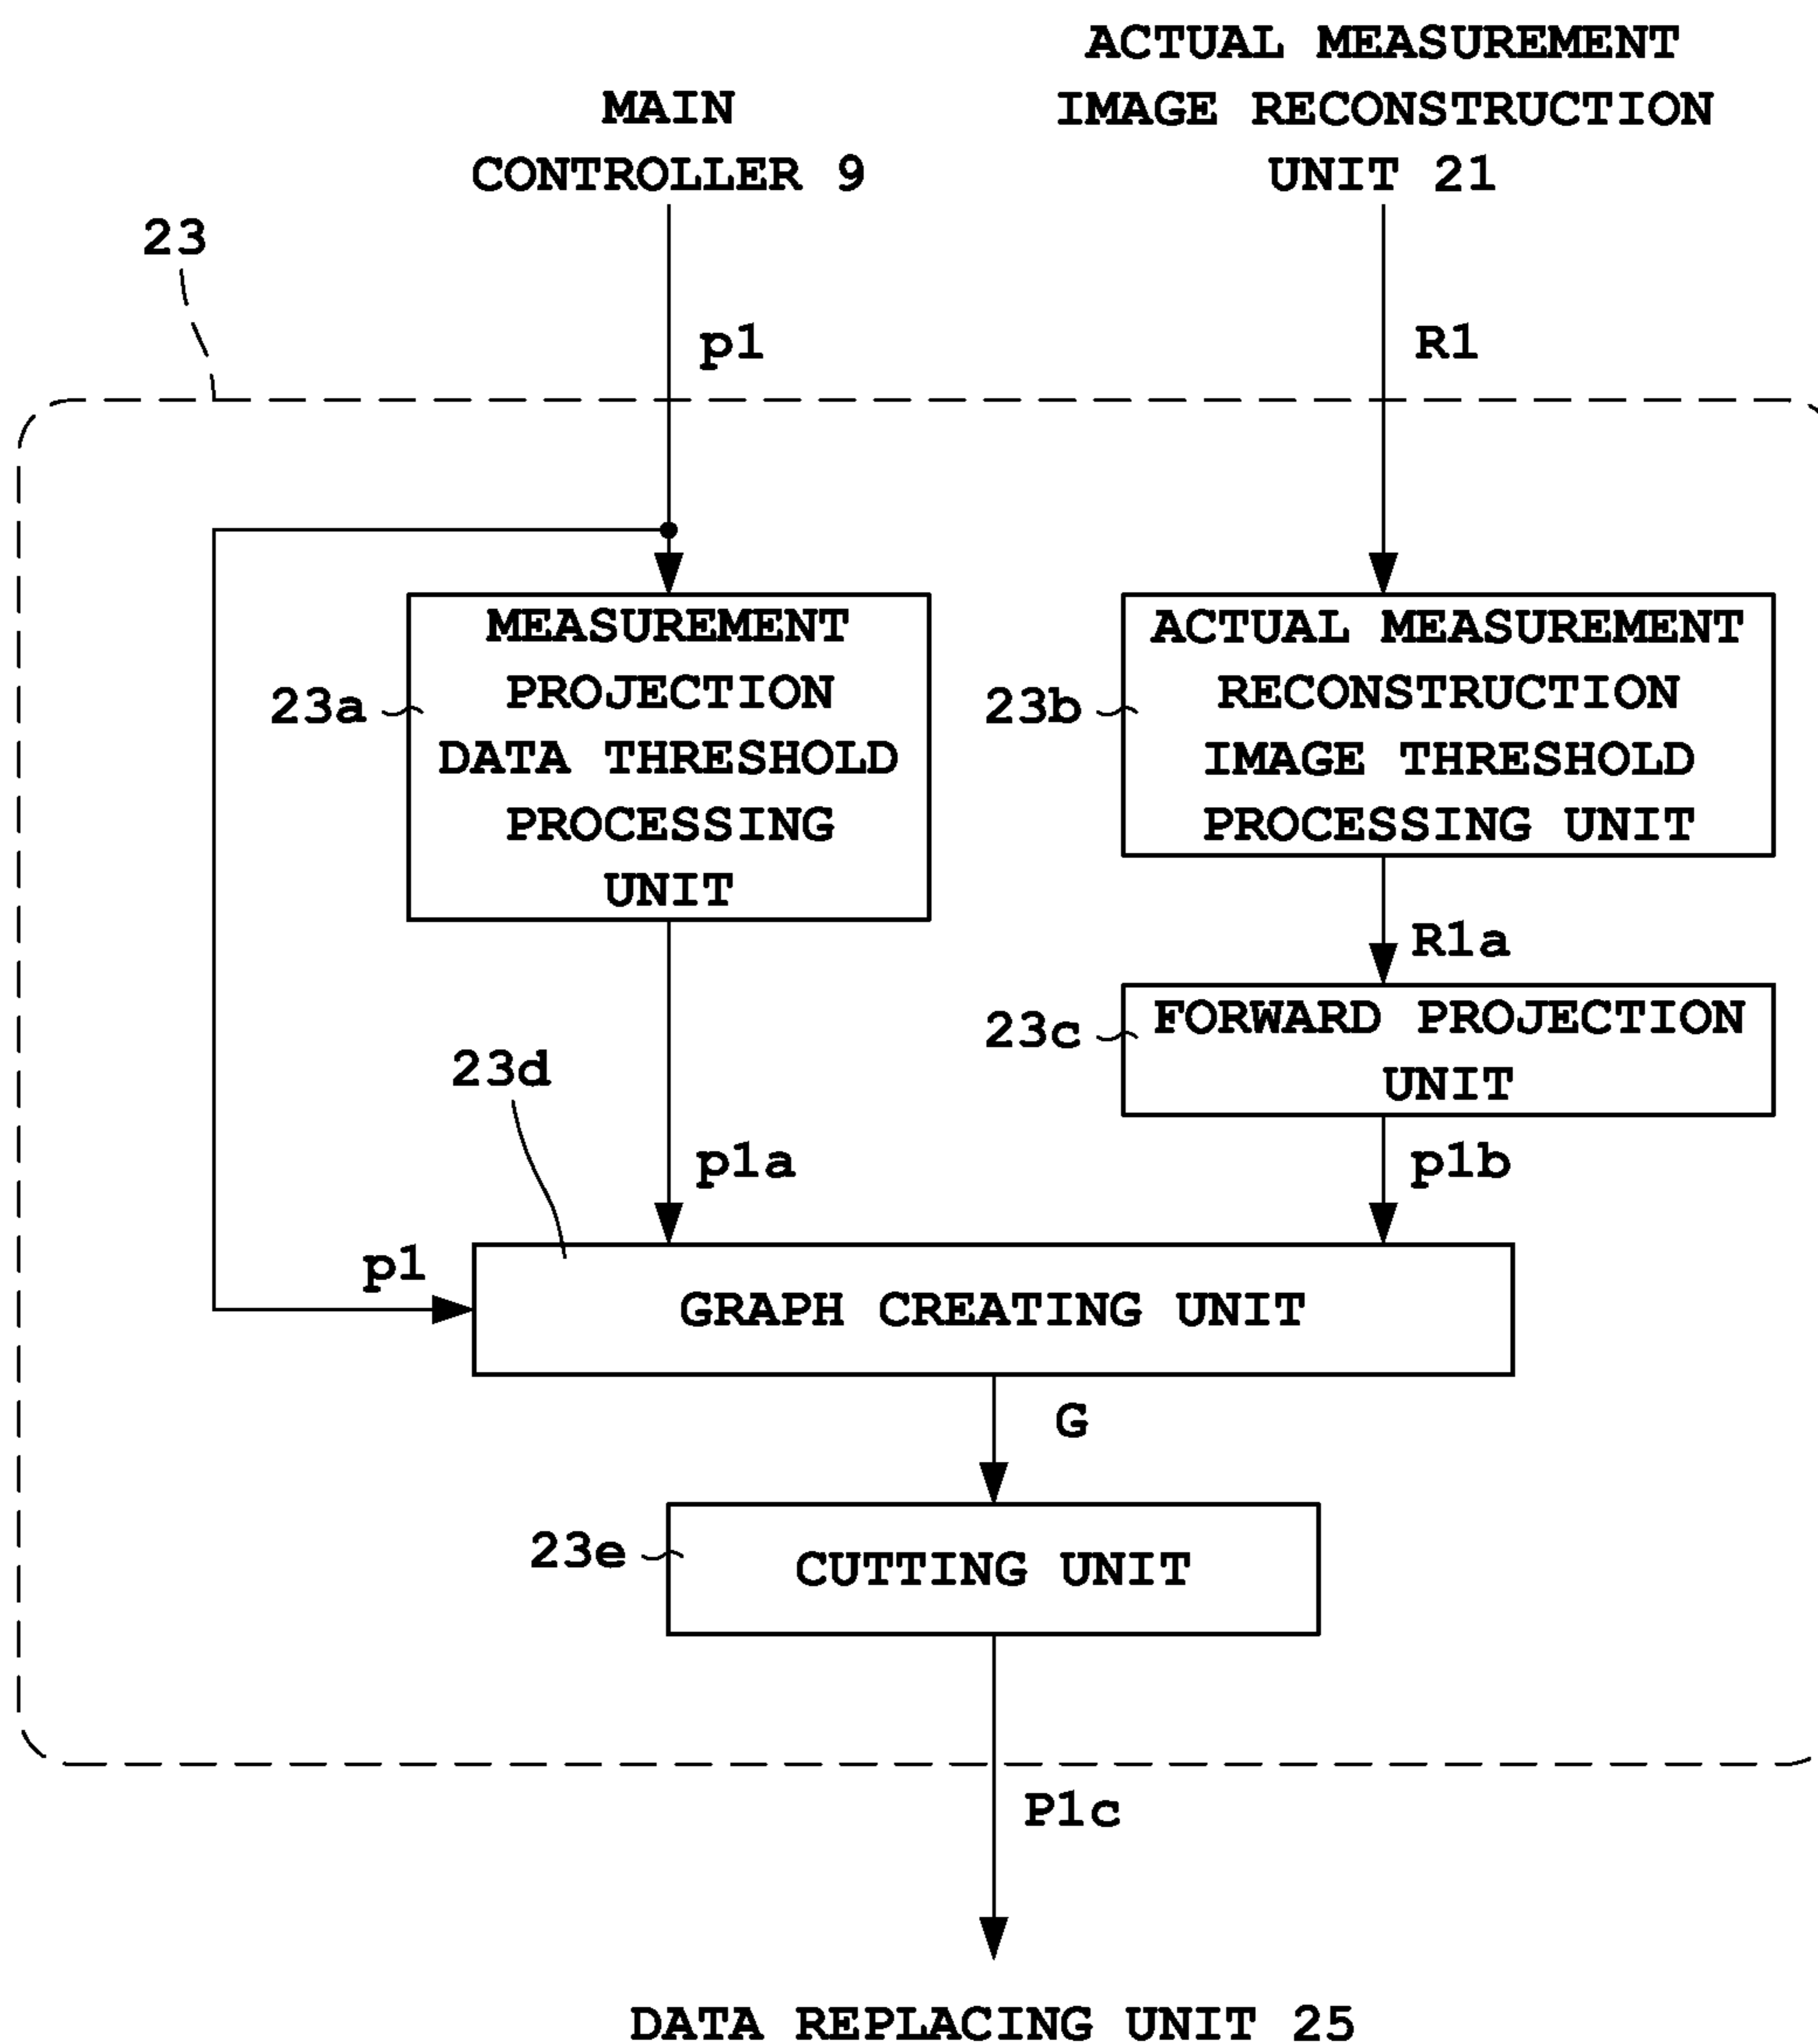 ACTUAL MEASUREMENT
IMAGE RECONSTRUCTION
UNIT 21
MAIN
CONTROLLER 9
23
p1
R1
MEASUREMENT
PROJECTION
DATA THRESHOLD
PROCESSING
UNIT
23a
ACTUAL MEASUREMENT
RECONSTRUCTION
IMAGE THRESHOLD
PROCESSING UNIT
23b
R1a
FORWARD PROJECTION
UNIT
23c
23d
p1a
p1b
p1
GRAPH CREATING UNIT
G
23e
CUTTING UNIT
P1c
DATA REPLACING UNIT 25